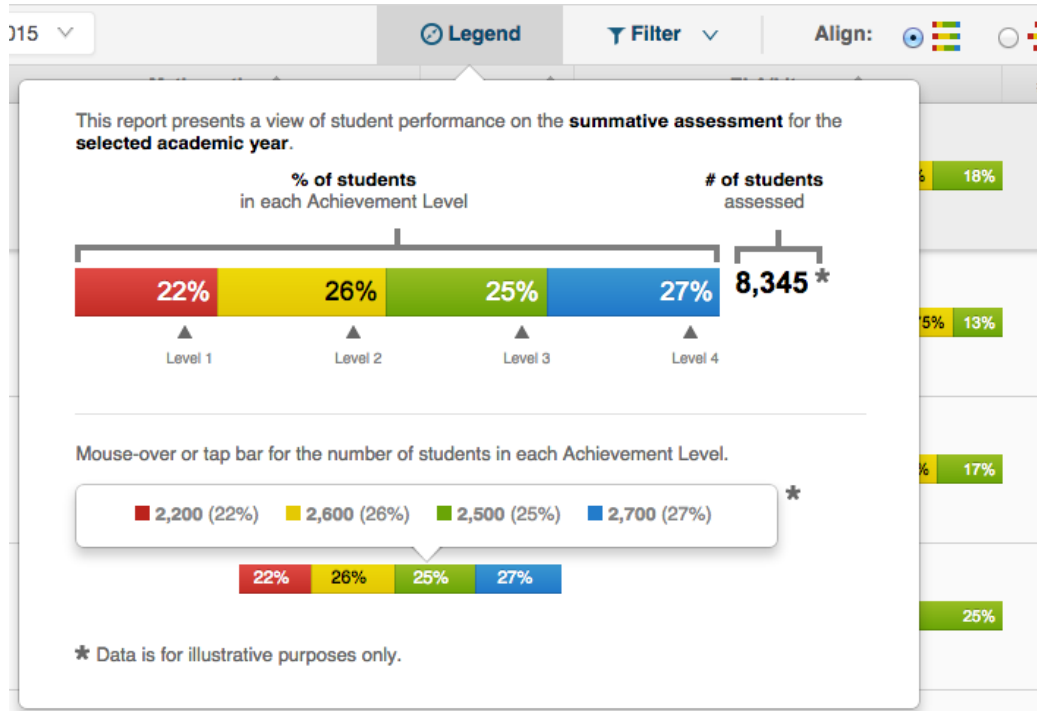 2015
Legend
Filter
Align:
This report presents a view of student performance on the summative assessment for the
selected academic year.
% of students
in each Achievement Level
# of students
assessed
22% 26% 25% 27% 8,345 *
Level 1 Level 2 Level 3 Level 4
18%
13%
Mouse-over or tap bar for the number of students in each Achievement Level.
17%
2,200 (22%) 2,600 (26%) 2,500 (25%) 2,700 (27%) *
22% 26% 25% 27%
25%
* Data is for illustrative purposes only.